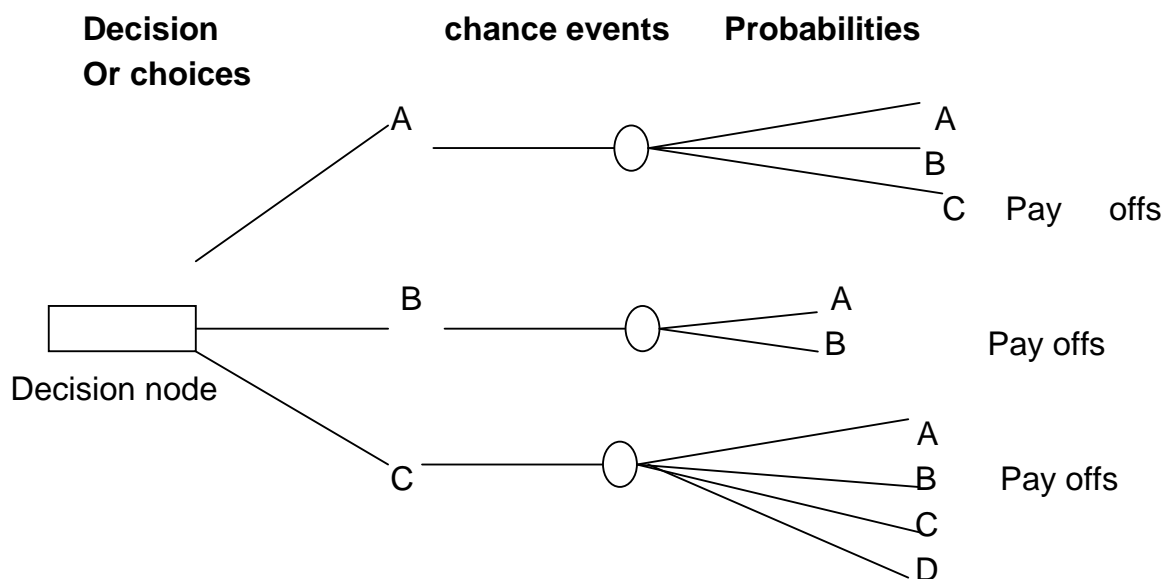 Decision chance events Probabilities
Or choices
A A
B
C Pay offs
B A
B Pay offs
Decision node
A
C B Pay offs
C
D